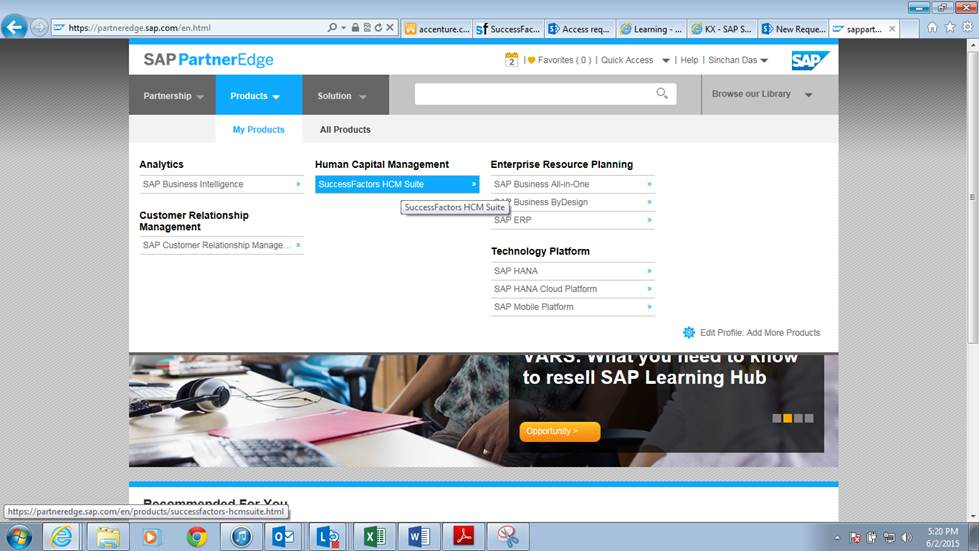 https://partneredge.sap.com/en.html
accenture.c...
SuccessFac...
Access req...
Learning - ...
KX - SAP S...
New Reque...
sappart...
SAP PartnerEdge
2
Favorites ( 0 ) | Quick Access | Help | Sinchan Das
SAP
Partnership
Products
Solution
Browse our Library
My Products
All Products
Analytics
SAP Business Intelligence »
Customer Relationship
Management
SAP Customer Relationship Manage... »
Human Capital Management
SuccessFactors HCM Suite »
SuccessFactors HCM Suite
Enterprise Resource Planning
SAP Business All-in-One »
SAP Business ByDesign »
SAP ERP »
Technology Platform
SAP HANA »
SAP HANA Cloud Platform »
SAP Mobile Platform »
Edit Profile: Add More Products
VARS: What you need to know
to resell SAP Learning Hub
Opportunity >
Recommended For You
https://partneredge.sap.com/en/products/successfactors-hcmsuite.html
5:20 PM
6/2/2015